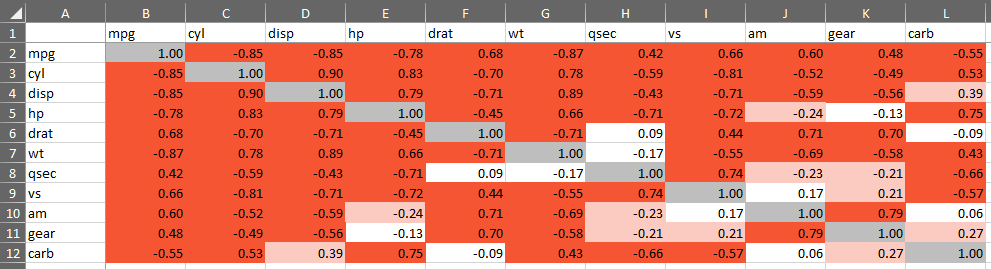 A B C D E F G H I J K L
1 mpg cyl disp hp drat wt qsec vs am gear carb
2 mpg 1.00 -0.85 -0.85 -0.78 0.68 -0.87 0.42 0.66 0.60 0.48 -0.55
3 cyl -0.85 1.00 0.90 0.83 -0.70 0.78 -0.59 -0.81 -0.52 -0.49 0.53
4 disp -0.85 0.90 1.00 0.79 -0.71 0.89 -0.43 -0.71 -0.59 -0.56 0.39
5 hp -0.78 0.83 0.79 1.00 -0.45 0.66 -0.71 -0.72 -0.24 -0.13 0.75
6 drat 0.68 -0.70 -0.71 -0.45 1.00 -0.71 0.09 0.44 0.71 0.70 -0.09
7 wt -0.87 0.78 0.89 0.66 -0.71 1.00 -0.17 -0.55 -0.69 -0.58 0.43
8 qsec 0.42 -0.59 -0.43 -0.71 0.09 -0.17 1.00 0.74 -0.23 -0.21 -0.66
9 vs 0.66 -0.81 -0.71 -0.72 0.44 -0.55 0.74 1.00 0.17 0.21 -0.57
10 am 0.60 -0.52 -0.59 -0.24 0.71 -0.69 -0.23 0.17 1.00 0.79 0.06
11 gear 0.48 -0.49 -0.56 -0.13 0.70 -0.58 -0.21 0.21 0.79 1.00 0.27
12 carb -0.55 0.53 0.39 0.75 -0.09 0.43 -0.66 -0.57 0.06 0.27 1.00